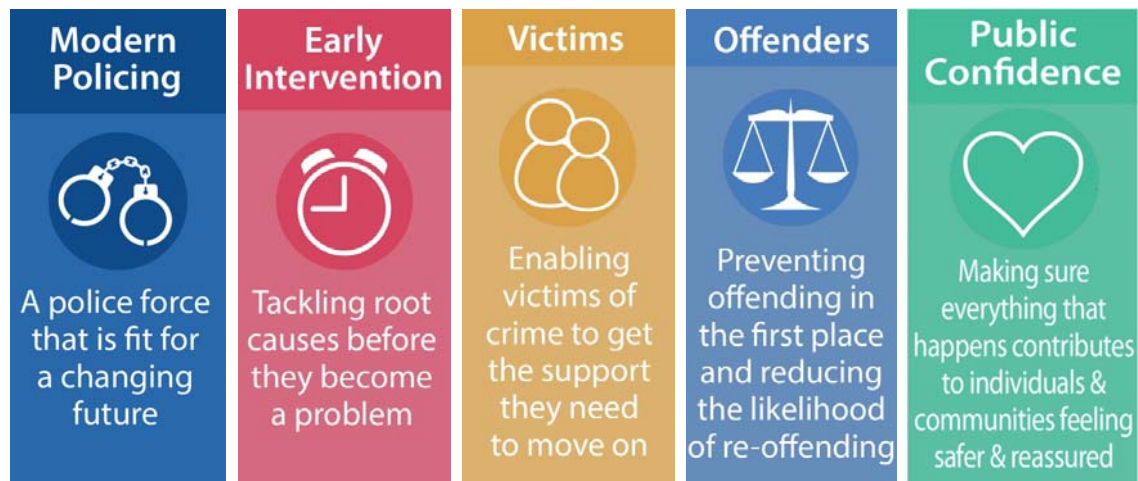 Modern
Policing
A police force
that is fit for
a changing
future
Early
Intervention
Tackling root
causes before
they become
a problem
Victims
Enabling
victims of
crime to get
the support
they need
to move on
Offenders
Preventing
offending in
the first place
and reducing
the likelihood
of re-offending
Public
Confidence
Making sure
everything that
happens contributes
to individuals &
communities feeling
safer & reassured